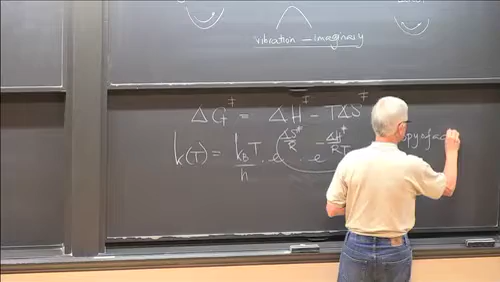 vibration – imaginary
ΔG‡ = ΔH‡ – TΔS‡
k(T) = k_B T / h · e^(ΔS‡/R) · e^(–ΔH‡/RT)